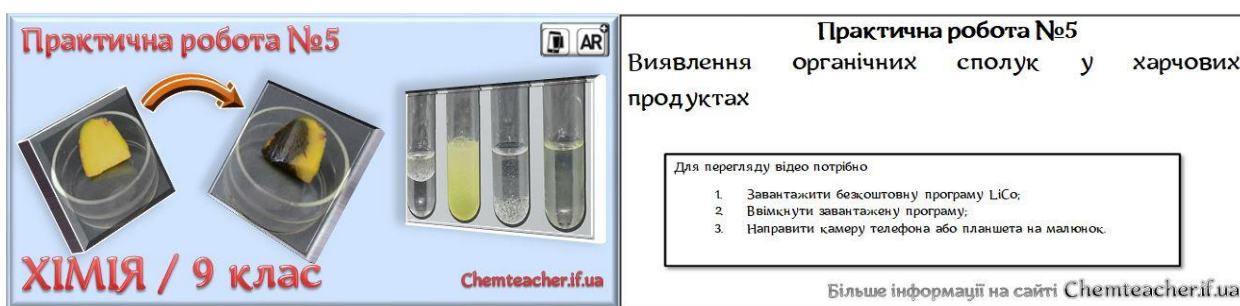 Практична робота №5
AR
ХІМІЯ / 9 клас
Chemteacher.if.ua
Практична робота №5
Виявлення органічних сполук у харчових
продуктах
Для перегляду відео потрібно
1. Завантажити безкоштовну програму LiCo;
2. Ввімкнути завантажену програму;
3. Направити камеру телефона або планшета на малюнок.
Більше інформації на сайті Chemteacher.if.ua